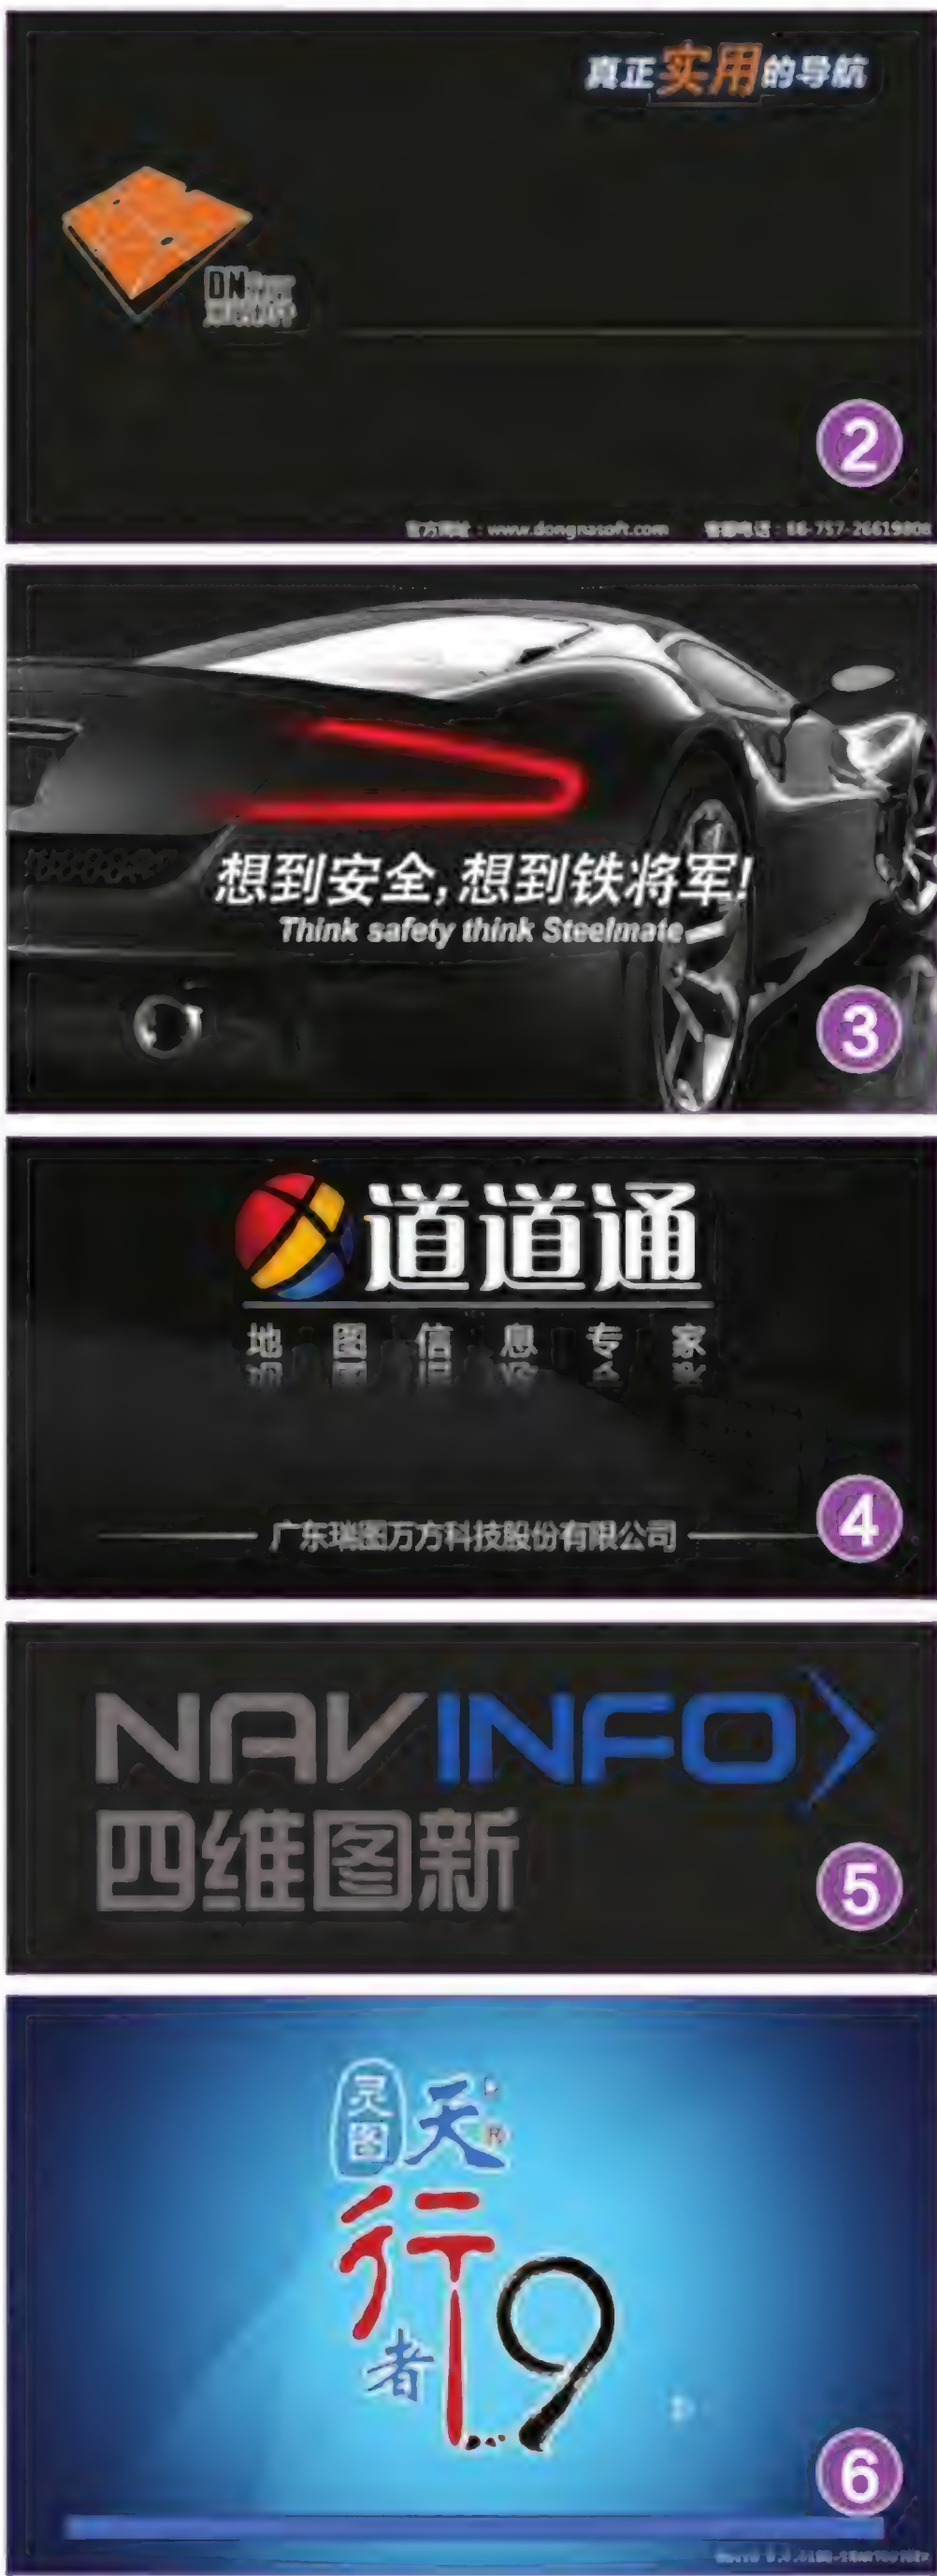 真正实用的导航
DN
2
官方网址：www.dongnasoft.com
想到安全,想到铁将军!
Think safety think Steelmate
3
道道通
地图信息专家
4
广东瑞图万方科技股份有限公司
NAVINFO
四维图新
5
灵图
天
行
者
9
6